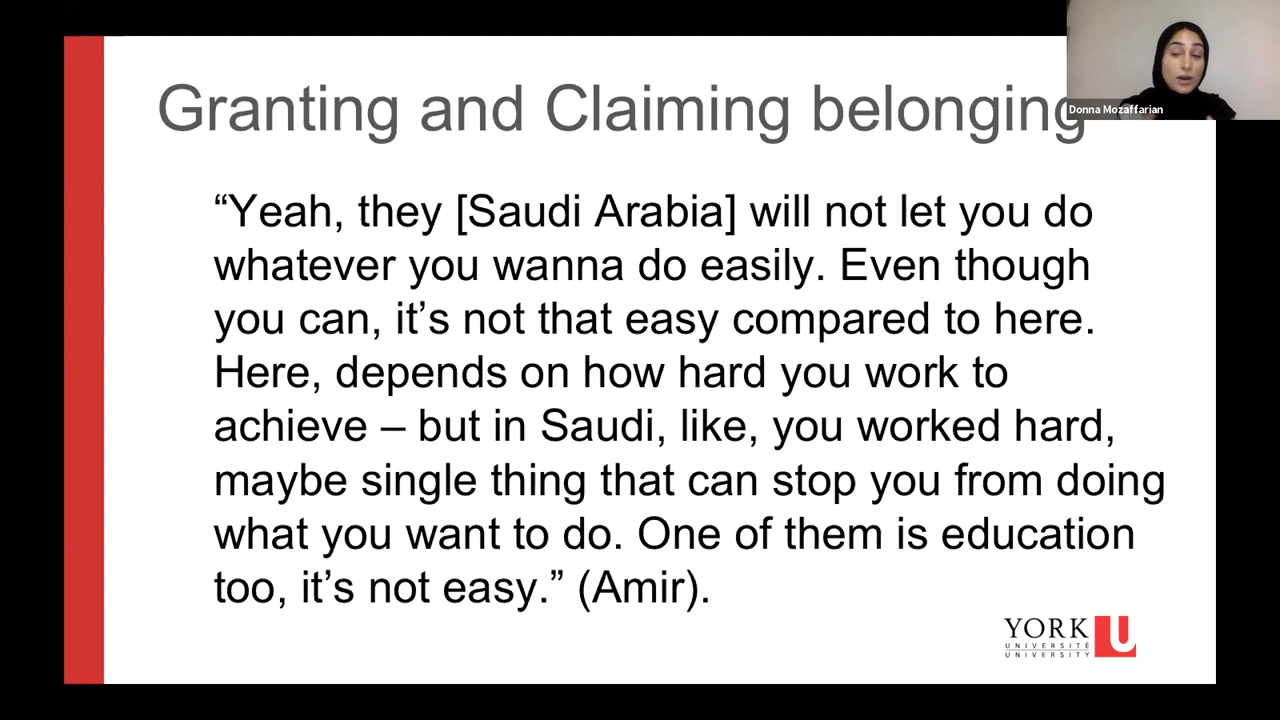 Granting and Claiming belonging
Donna Mozaffarian
“Yeah, they [Saudi Arabia] will not let you do
whatever you wanna do easily. Even though
you can, it’s not that easy compared to here.
Here, depends on how hard you work to
achieve – but in Saudi, like, you worked hard,
maybe single thing that can stop you from doing
what you want to do. One of them is education
too, it’s not easy.” (Amir).
YORK U
UNIVERSITÉ
UNIVERSITY